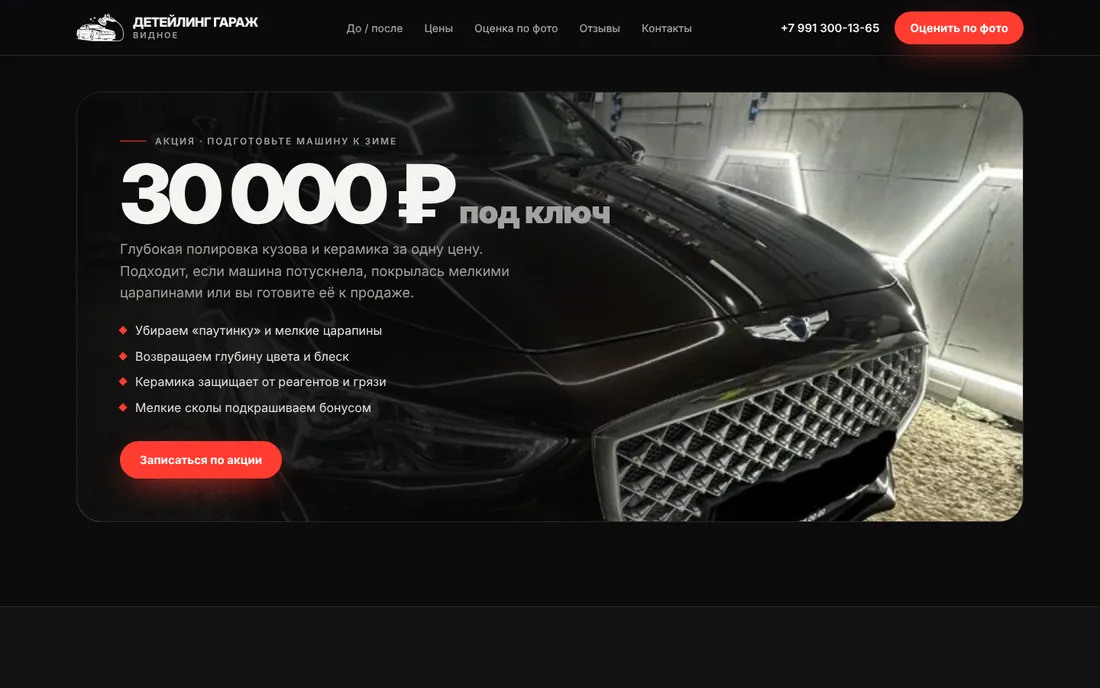 ДЕТЕЙЛИНГ ГАРАЖ
ВИДНОЕ
До / после
Цены
Оценка по фото
Отзывы
Контакты
+7 991 300-13-65
Оценить по фото
АКЦИЯ · ПОДГОТОВЬТЕ МАШИНУ К ЗИМЕ
30 000 ₽ под ключ
Глубокая полировка кузова и керамика за одну цену.
Подходит, если машина потускнела, покрылась мелкими
царапинами или вы готовите её к продаже.
Убираем «паутинку» и мелкие царапины
Возвращаем глубину цвета и блеск
Керамика защищает от реагентов и грязи
Мелкие сколы подкрашиваем бонусом
Записаться по акции